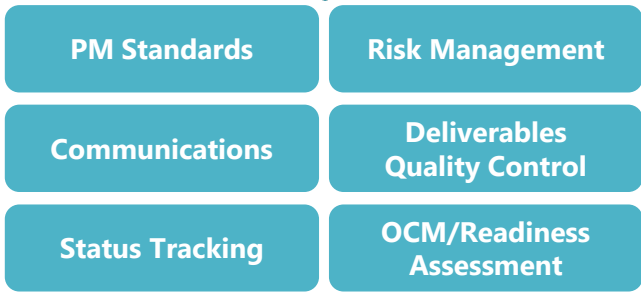 PM Standards
Risk Management
Communications
Deliverables
Quality Control
Status Tracking
OCM/Readiness
Assessment